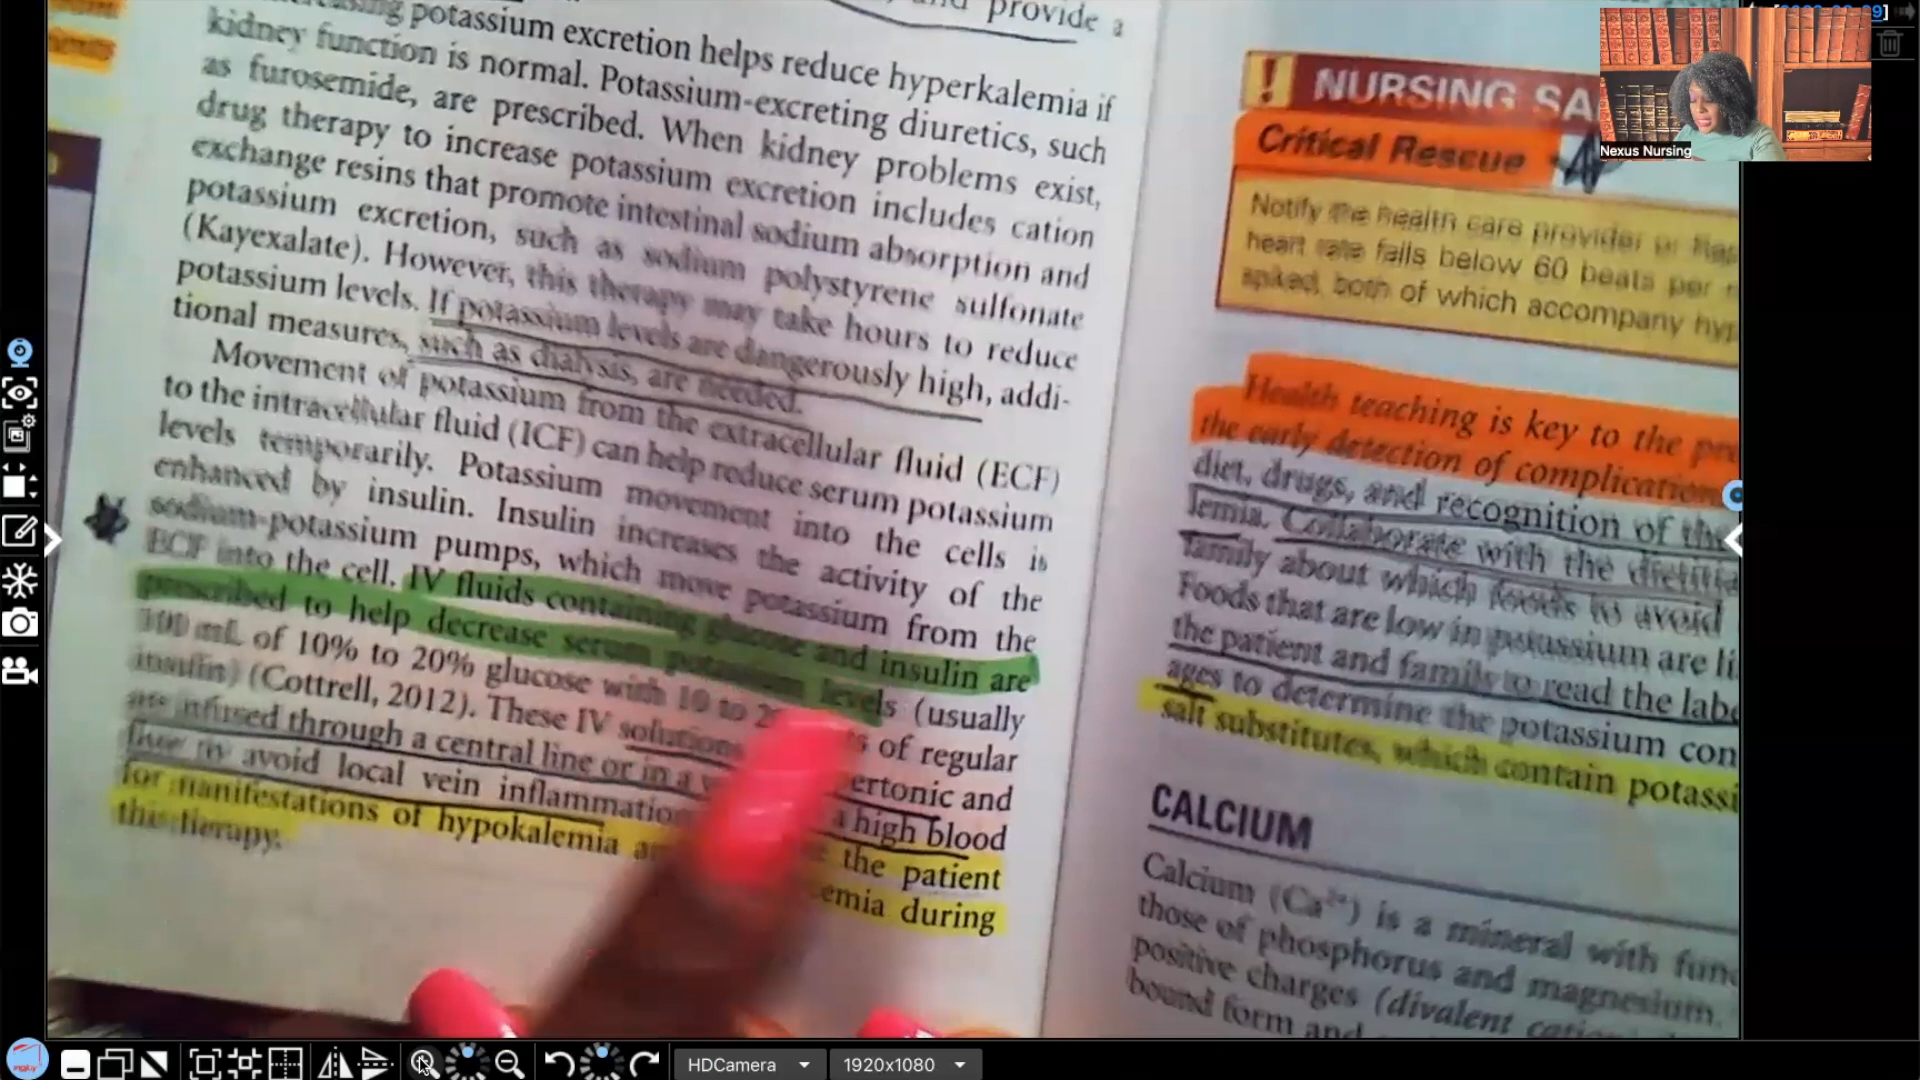 provide a
potassium excretion helps reduce hyperkalemia if
kidney function is normal. Potassium-excreting diuretics, such
as furosemide, are prescribed. When kidney problems exist,
drug therapy to increase potassium excretion includes cation
exchange resins that promote intestinal sodium absorption and
potassium excretion, such as sodium polystyrene sulfonate
(Kayexalate). However, this therapy may take hours to reduce
potassium levels. If potassium levels are dangerously high, addi-
tional measures, such as dialysis, are needed.
Movement of potassium from the extracellular fluid (ECF)
to the intracellular fluid (ICF) can help reduce serum potassium
levels temporarily. Potassium movement into the cells is
enhanced by insulin. Insulin increases the activity of the
sodium-potassium pumps, which move potassium from the
ECF into the cell. IV fluids containing glucose and insulin are
prescribed to help decrease serum potassium levels (usually
100 mL of 10% to 20% glucose with 10 to of regular
insulin) (Cottrell, 2012). These IV solutions and
are infused through a central line or in a a high blood
to avoid local vein inflammation the patient
for manifestations of hypokalemia during
this therapy.
! NURSING SA
Critical Rescue
Notify the health care provider or
heart rate falls below 60 beats per
spiked, both of which accompany
Health teaching is key to the
the early detection of complications
diet, drugs, and recognition of
lemia. Collaborate with the
family about which foods to avoid
Foods that are low in potassium are
the patient and family to read the
ages to determine the potassium
salt substitutes, which contain
CALCIUM
Calcium (Ca²⁺) is a mineral with
those of phosphorus and magnesium.
positive charges (divalent
bound form and
Nexus Nursing
HDCamera
1920x1080